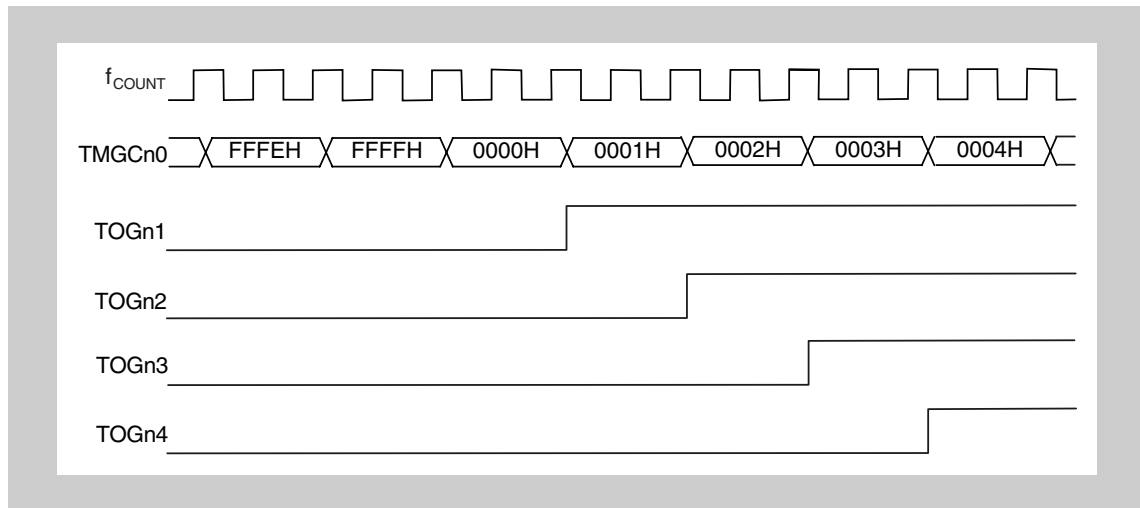 fCOUNT
TMGCn0 FFFEH FFFFH 0000H 0001H 0002H 0003H 0004H
TOGn1
TOGn2
TOGn3
TOGn4